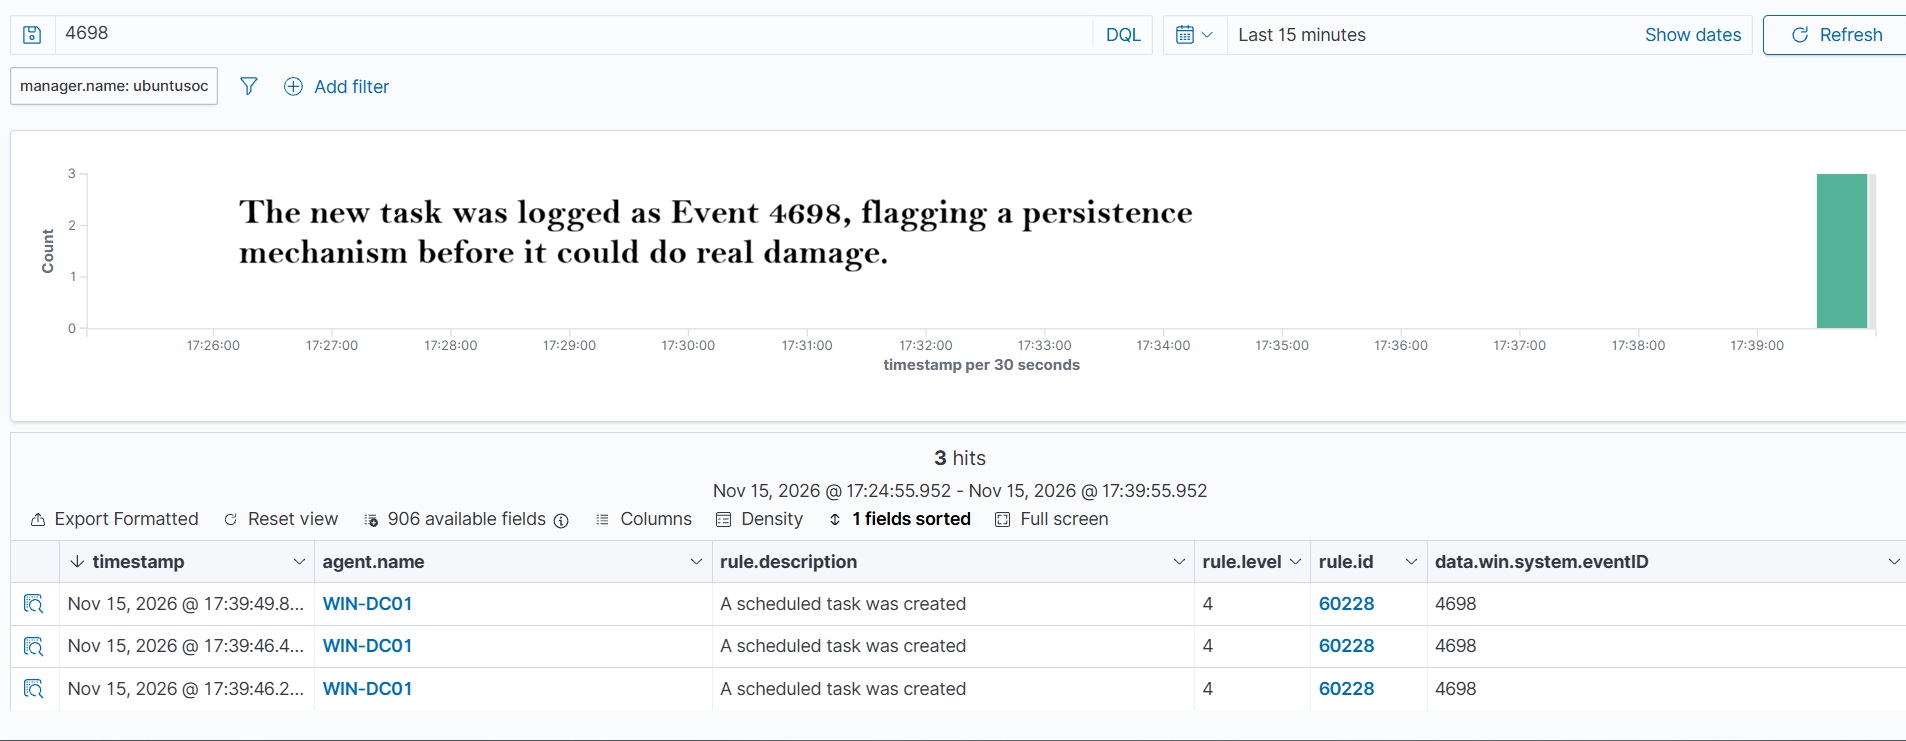 4698 DQL Last 15 minutes Show dates Refresh
manager.name: ubuntusoc Add filter
The new task was logged as Event 4698, flagging a persistence
mechanism before it could do real damage.
3
2
1
0
Count
17:26:00 17:27:00 17:28:00 17:29:00 17:30:00 17:31:00 17:32:00 17:33:00 17:34:00 17:35:00 17:36:00 17:37:00 17:38:00 17:39:00
timestamp per 30 seconds
3 hits
Nov 15, 2026 @ 17:24:55.952 - Nov 15, 2026 @ 17:39:55.952
Export Formatted Reset view 906 available fields Columns Density 1 fields sorted Full screen
timestamp agent.name rule.description rule.level rule.id data.win.system.eventID
Nov 15, 2026 @ 17:39:49.8... WIN-DC01 A scheduled task was created 4 60228 4698
Nov 15, 2026 @ 17:39:46.4... WIN-DC01 A scheduled task was created 4 60228 4698
Nov 15, 2026 @ 17:39:46.2... WIN-DC01 A scheduled task was created 4 60228 4698